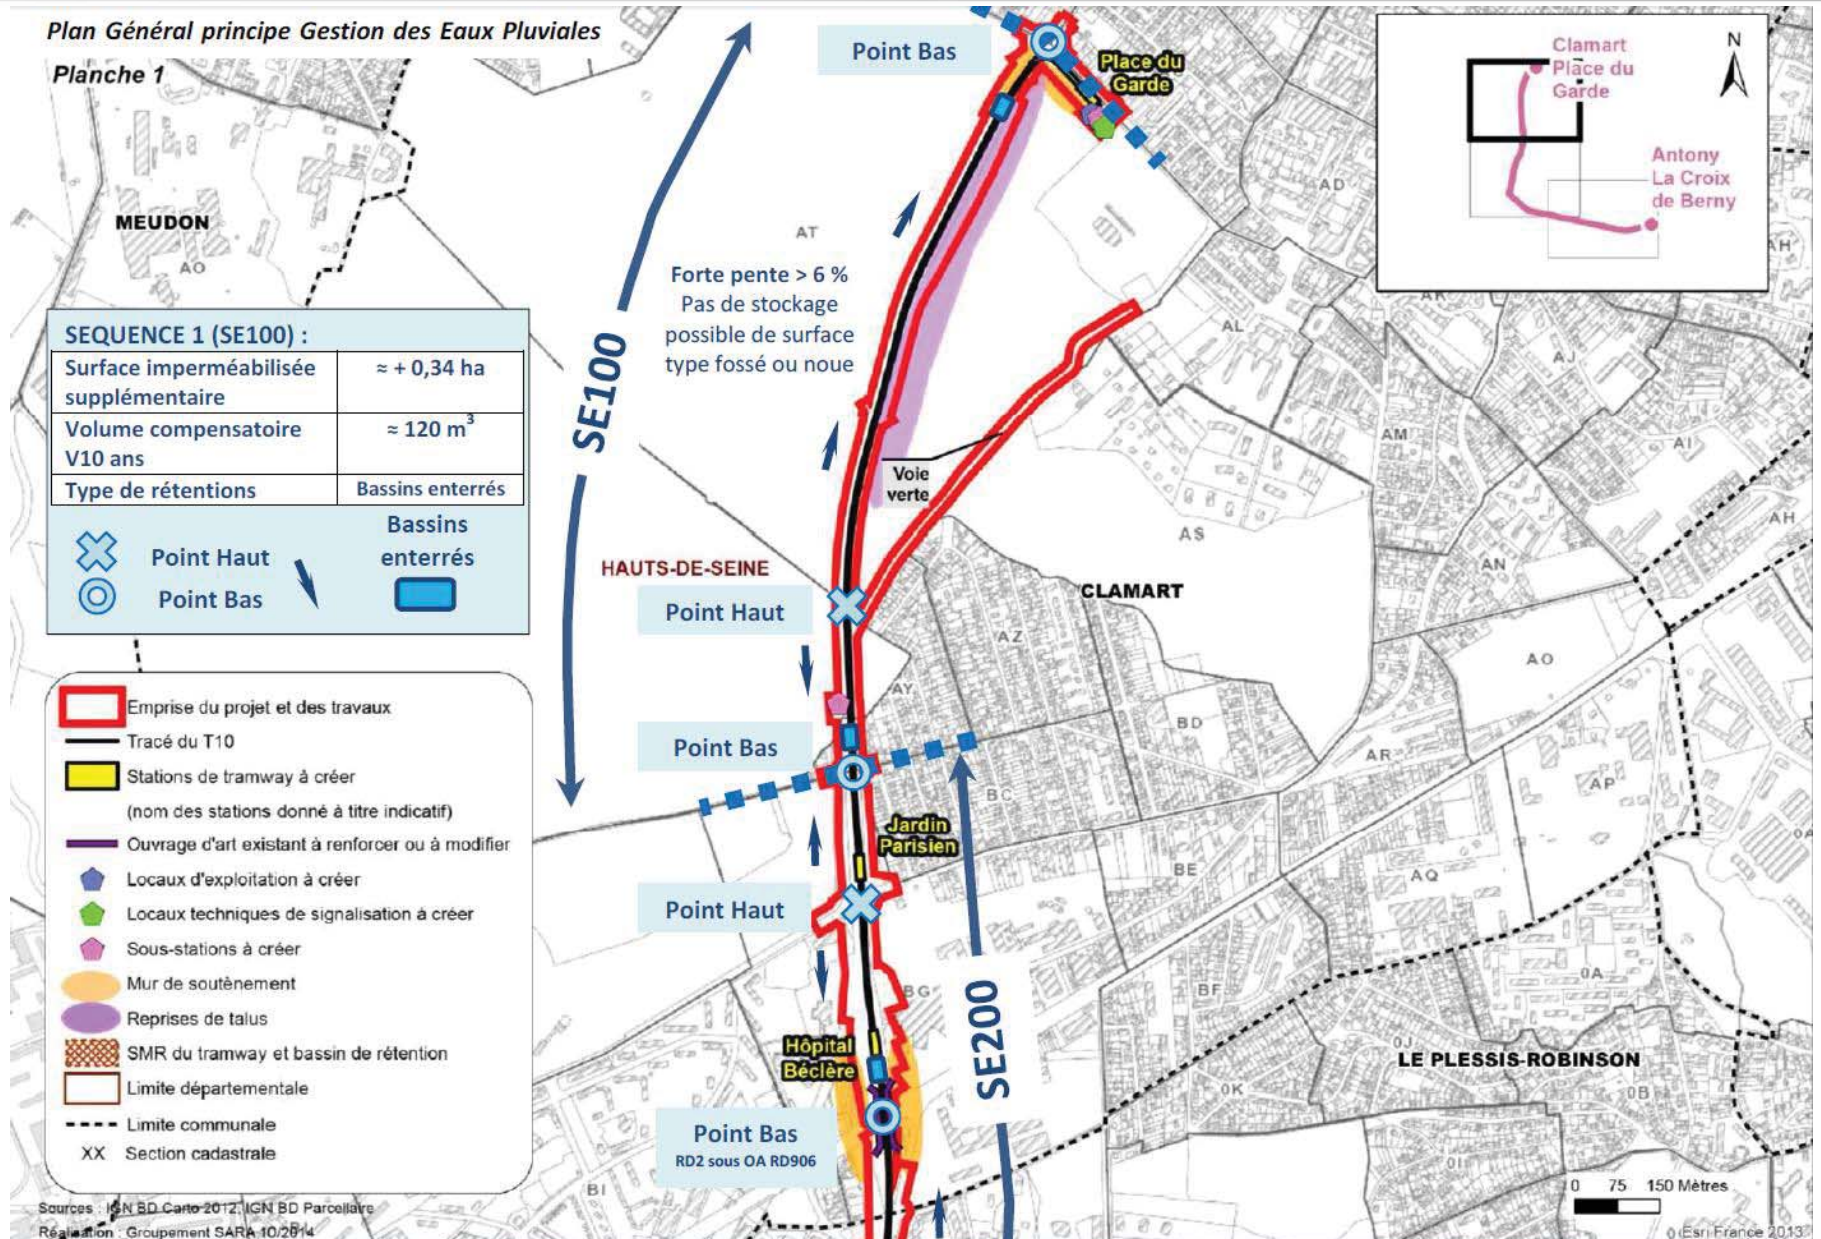 Plan Général principe Gestion des Eaux Pluviales
Planche 1
MEUDON
AO
SEQUENCE 1 (SE100) :
Surface imperméabilisée
supplémentaire
≈ + 0,34 ha
Volume compensatoire
V10 ans
≈ 120 m³
Type de rétentions
Bassins enterrés
Point Haut
Point Bas
Bassins
enterrés
Emprise du projet et des travaux
Tracé du T10
Stations de tramway à créer
(nom des stations donné à titre indicatif)
Ouvrage d'art existant à renforcer ou à modifier
Locaux d'exploitation à créer
Locaux techniques de signalisation à créer
Sous-stations à créer
Mur de soutènement
Reprises de talus
SMR du tramway et bassin de rétention
Limite départementale
Limite communale
XX Section cadastrale
Sources : IGN BD Carto 2012, IGN BD Parcellaire
Réalisation : Groupement SARA 10/2014
Point Bas
Place du
Garde
AT
AD
Forte pente > 6 %
Pas de stockage
possible de surface
type fossé ou noue
SE100
Voie
verte
HAUTS-DE-SEINE
Point Haut
CLAMART
AK
AL
AJ
AH
AM
AI
AH
AS
AN
AZ
AY
AO
BD
AR
AP
0A
Point Bas
BC
Jardin
Parisien
BE
AQ
Point Haut
BG
BF
0A
SE200
Hôpital
Béclère
0J
LE PLESSIS-ROBINSON
0K
0B
Point Bas
RD2 sous OA RD906
BI
0I
Clamart
Place du
Garde
N
Antony
La Croix
de Berny
0 75 150 Mètres
© Esri France 2013